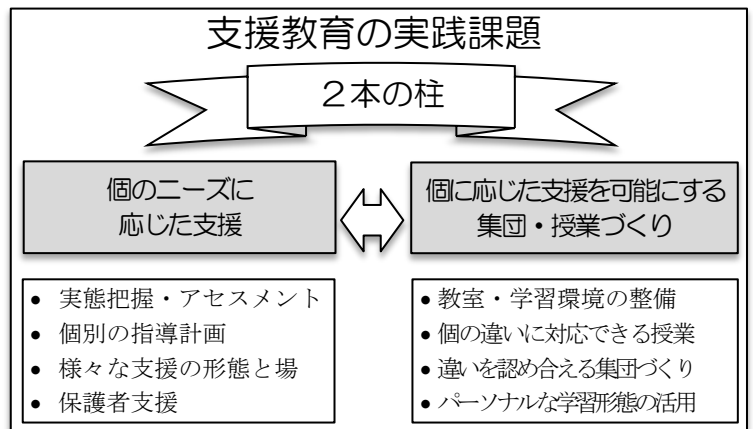 支援教育の実践課題
２本の柱
個のニーズに
応じた支援
個に応じた支援を可能にする
集団・授業づくり
• 実態把握・アセスメント
• 個別の指導計画
• 様々な支援の形態と場
• 保護者支援
• 教室・学習環境の整備
• 個の違いに対応できる授業
• 違いを認め合える集団づくり
• パーソナルな学習形態の活用